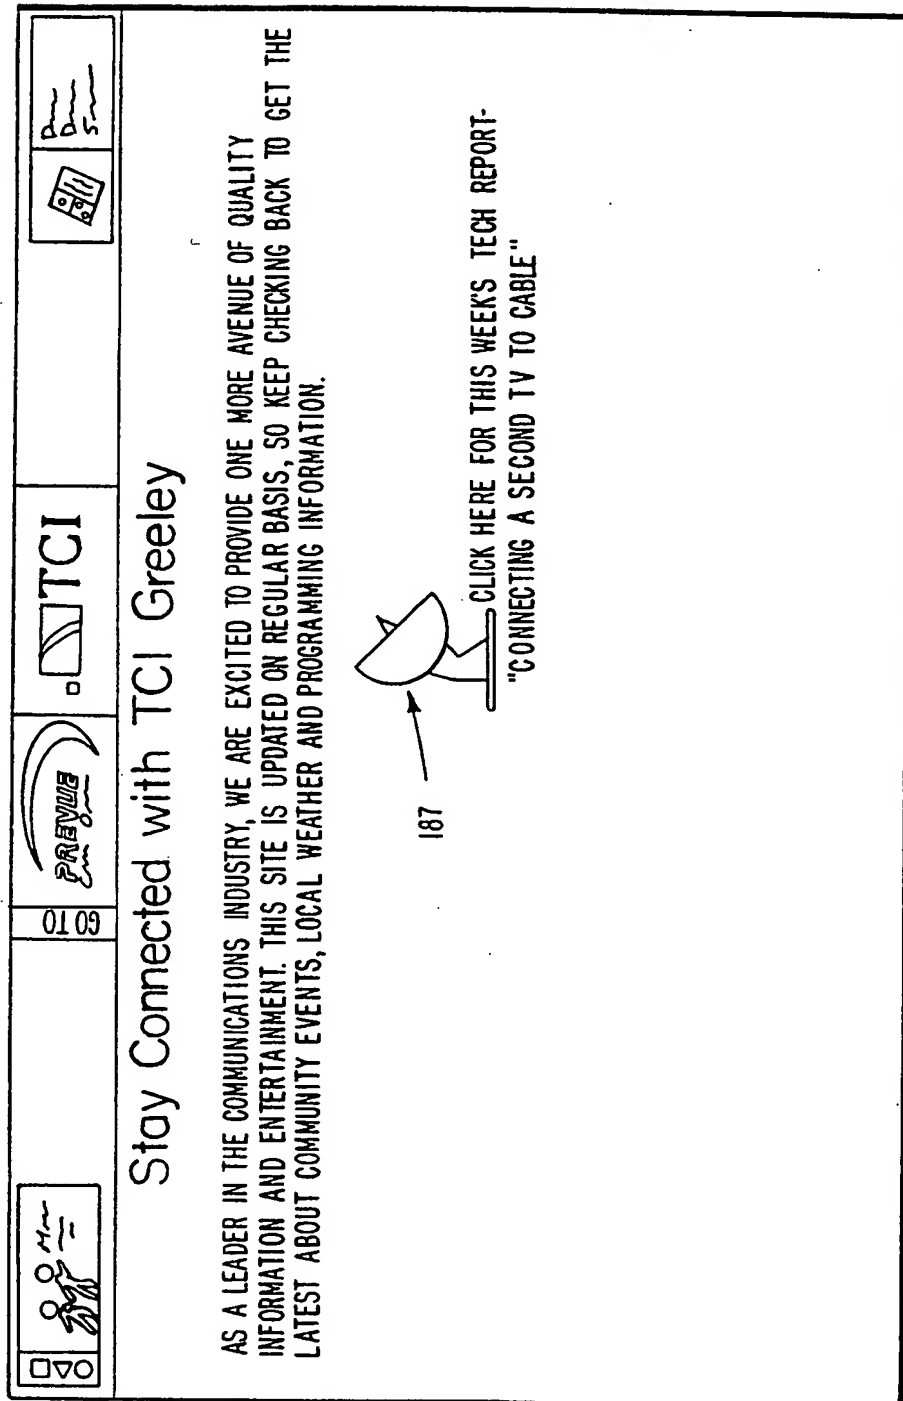 GO TO
PREVUE
TCI
Stay Connected with TCI Greeley
AS A LEADER IN THE COMMUNICATIONS INDUSTRY, WE ARE EXCITED TO PROVIDE ONE MORE AVENUE OF QUALITY
INFORMATION AND ENTERTAINMENT. THIS SITE IS UPDATED ON REGULAR BASIS, SO KEEP CHECKING BACK TO GET THE
LATEST ABOUT COMMUNITY EVENTS, LOCAL WEATHER AND PROGRAMMING INFORMATION.
187
CLICK HERE FOR THIS WEEK'S TECH REPORT-
"CONNECTING A SECOND TV TO CABLE"